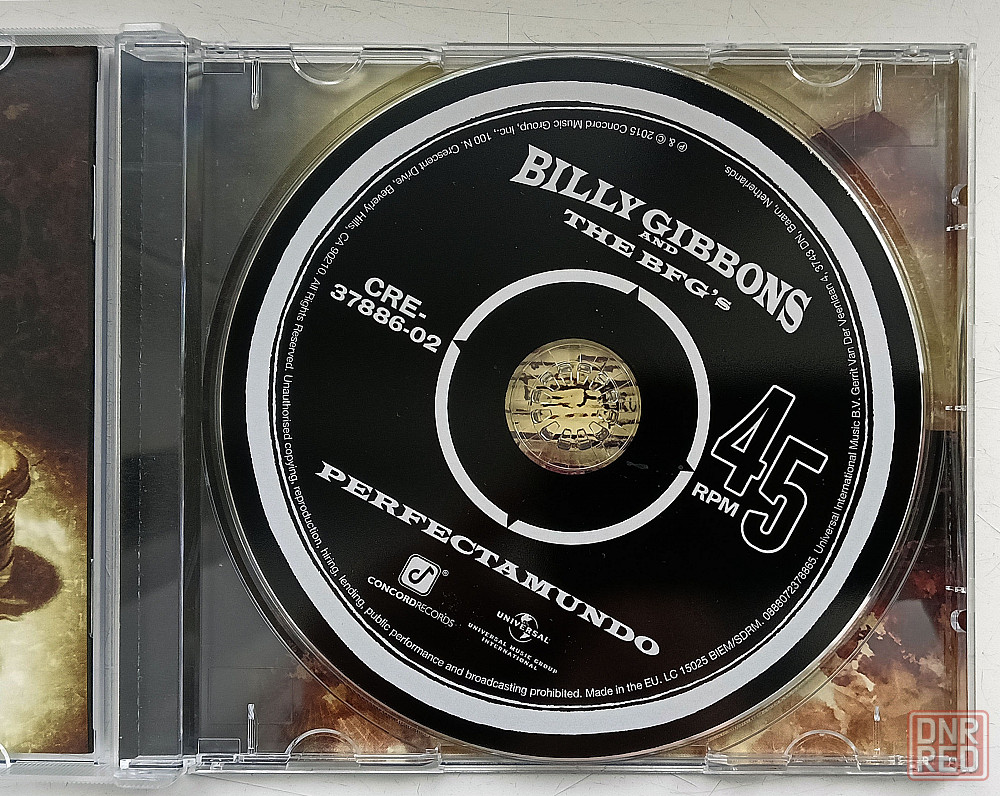 BILLY GIBBONS
AND
THE BFG's
CRE-
37886-02
45
RPM
PERFECTAMUNDO
CONCORDRECORDS ®
UNIVERSAL
UNIVERSAL MUSIC GROUP
INTERNATIONAL
℗ & © 2015 Concord Music Group, Inc., 100 N. Crescent Drive, Beverly Hills, CA 90210. All Rights Reserved. Unauthorised copying, reproduction, hiring, lending, public performance and broadcasting prohibited. Made in the EU. LC 15025 BIEM/SDRM. 0888072378865. Universal International Music B.V. Gerrit Van Der Veenlaan 4, 3743 DN, Baarn, Netherlands.
DNR
RED